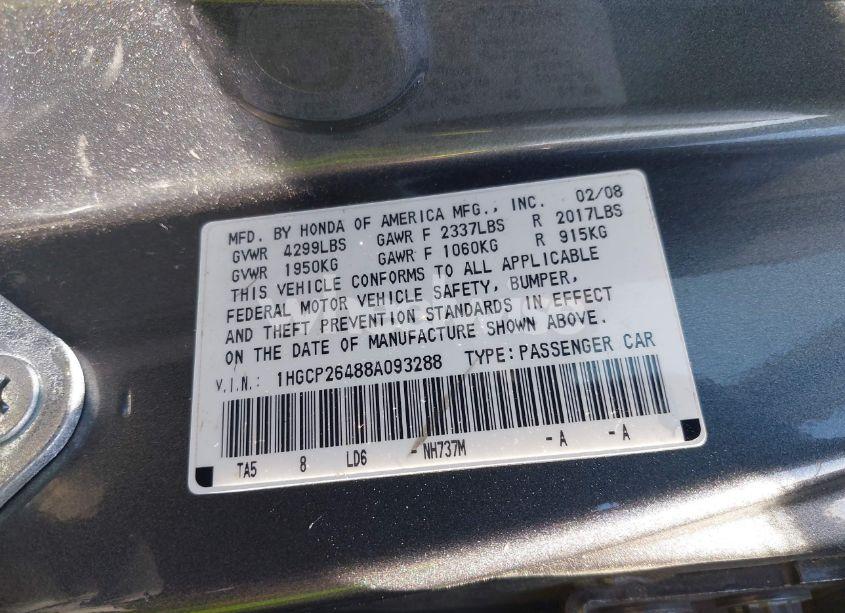 MFD. BY HONDA OF AMERICA MFG., INC. 02/08
GVWR 4299LBS GAWR F 2337LBS R 2017LBS
GVWR 1950KG GAWR F 1060KG R 915KG
THIS VEHICLE CONFORMS TO ALL APPLICABLE
FEDERAL MOTOR VEHICLE SAFETY, BUMPER,
AND THEFT PREVENTION STANDARDS IN EFFECT
ON THE DATE OF MANUFACTURE SHOWN ABOVE.
V.I.N.: 1HGCP26488A093288 TYPE: PASSENGER CAR
TA5 8 LD6 -NH737M -A -A